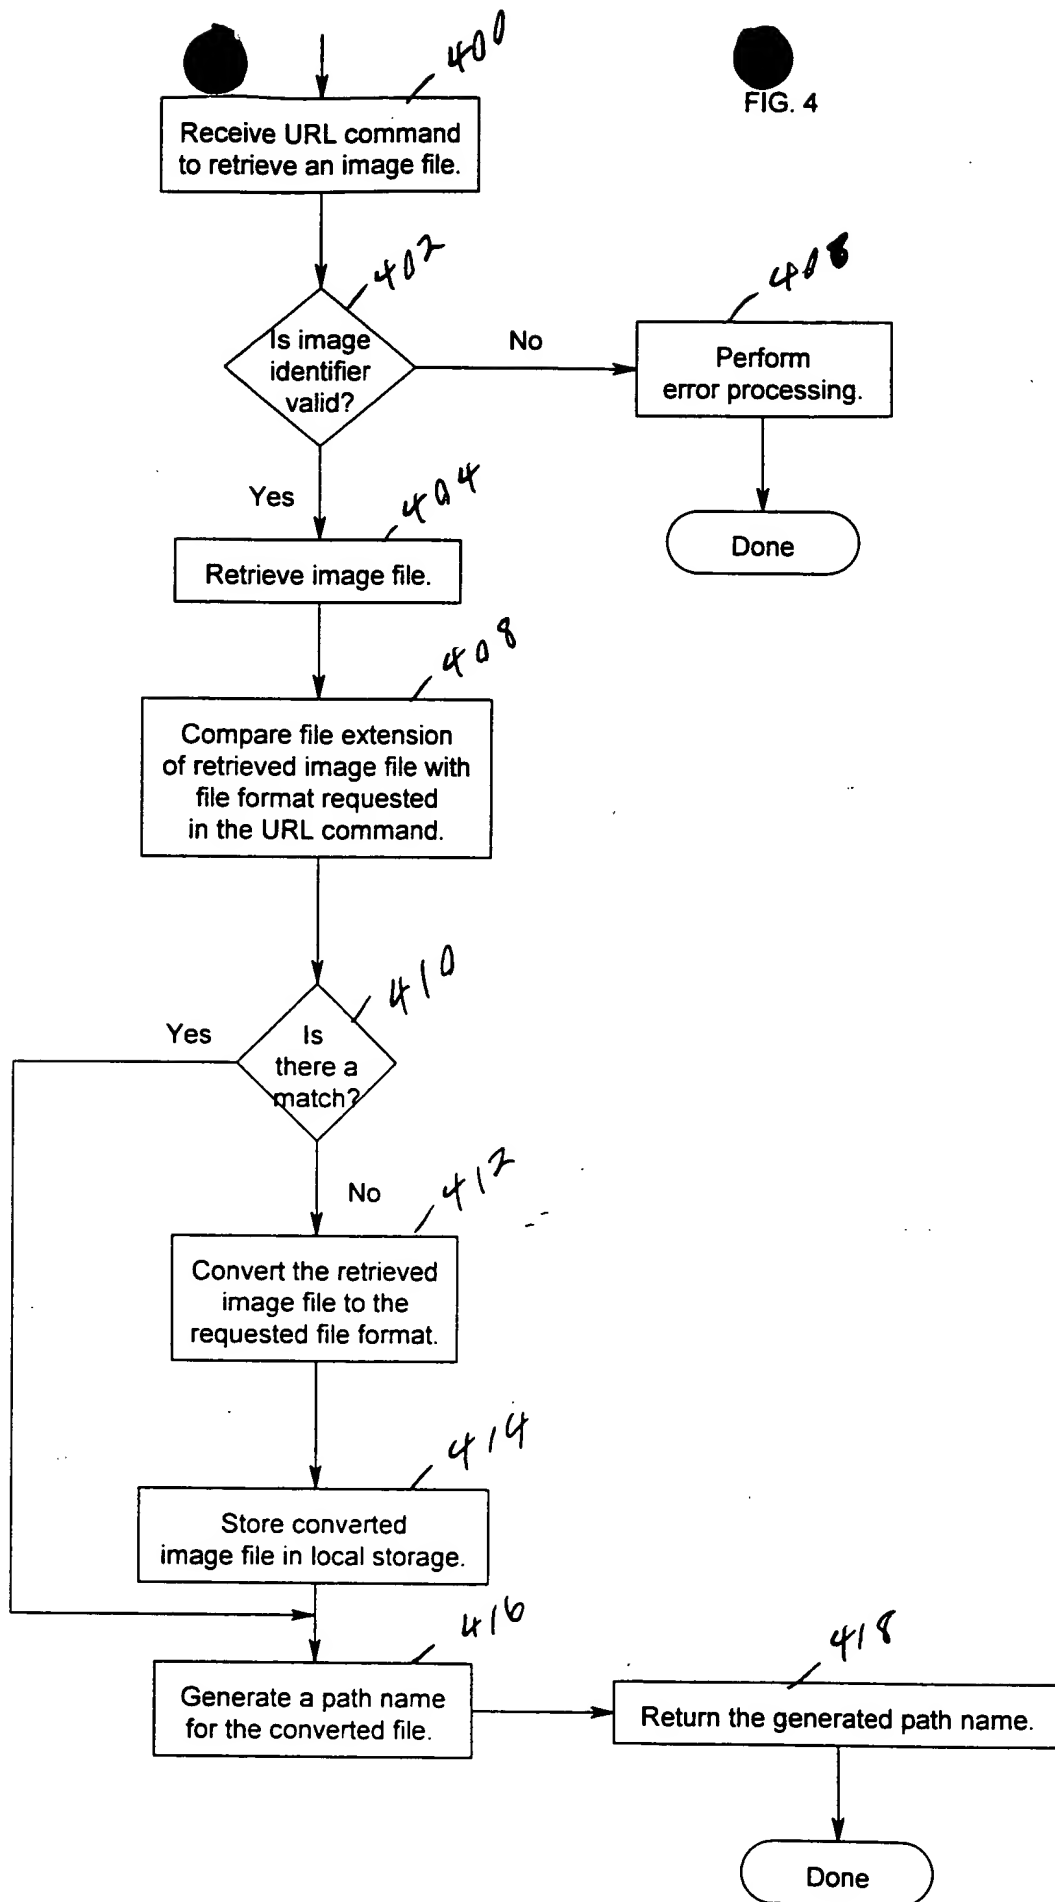 400
FIG. 4
Receive URL command
to retrieve an image file.
402
Is image
identifier
valid?
No
408
Perform
error processing.
Done
Yes
404
Retrieve image file.
408
Compare file extension
of retrieved image file with
file format requested
in the URL command.
410
Yes
Is
there a
match?
No
412
Convert the retrieved
image file to the
requested file format.
414
Store converted
image file in local storage.
416
Generate a path name
for the converted file.
418
Return the generated path name.
Done